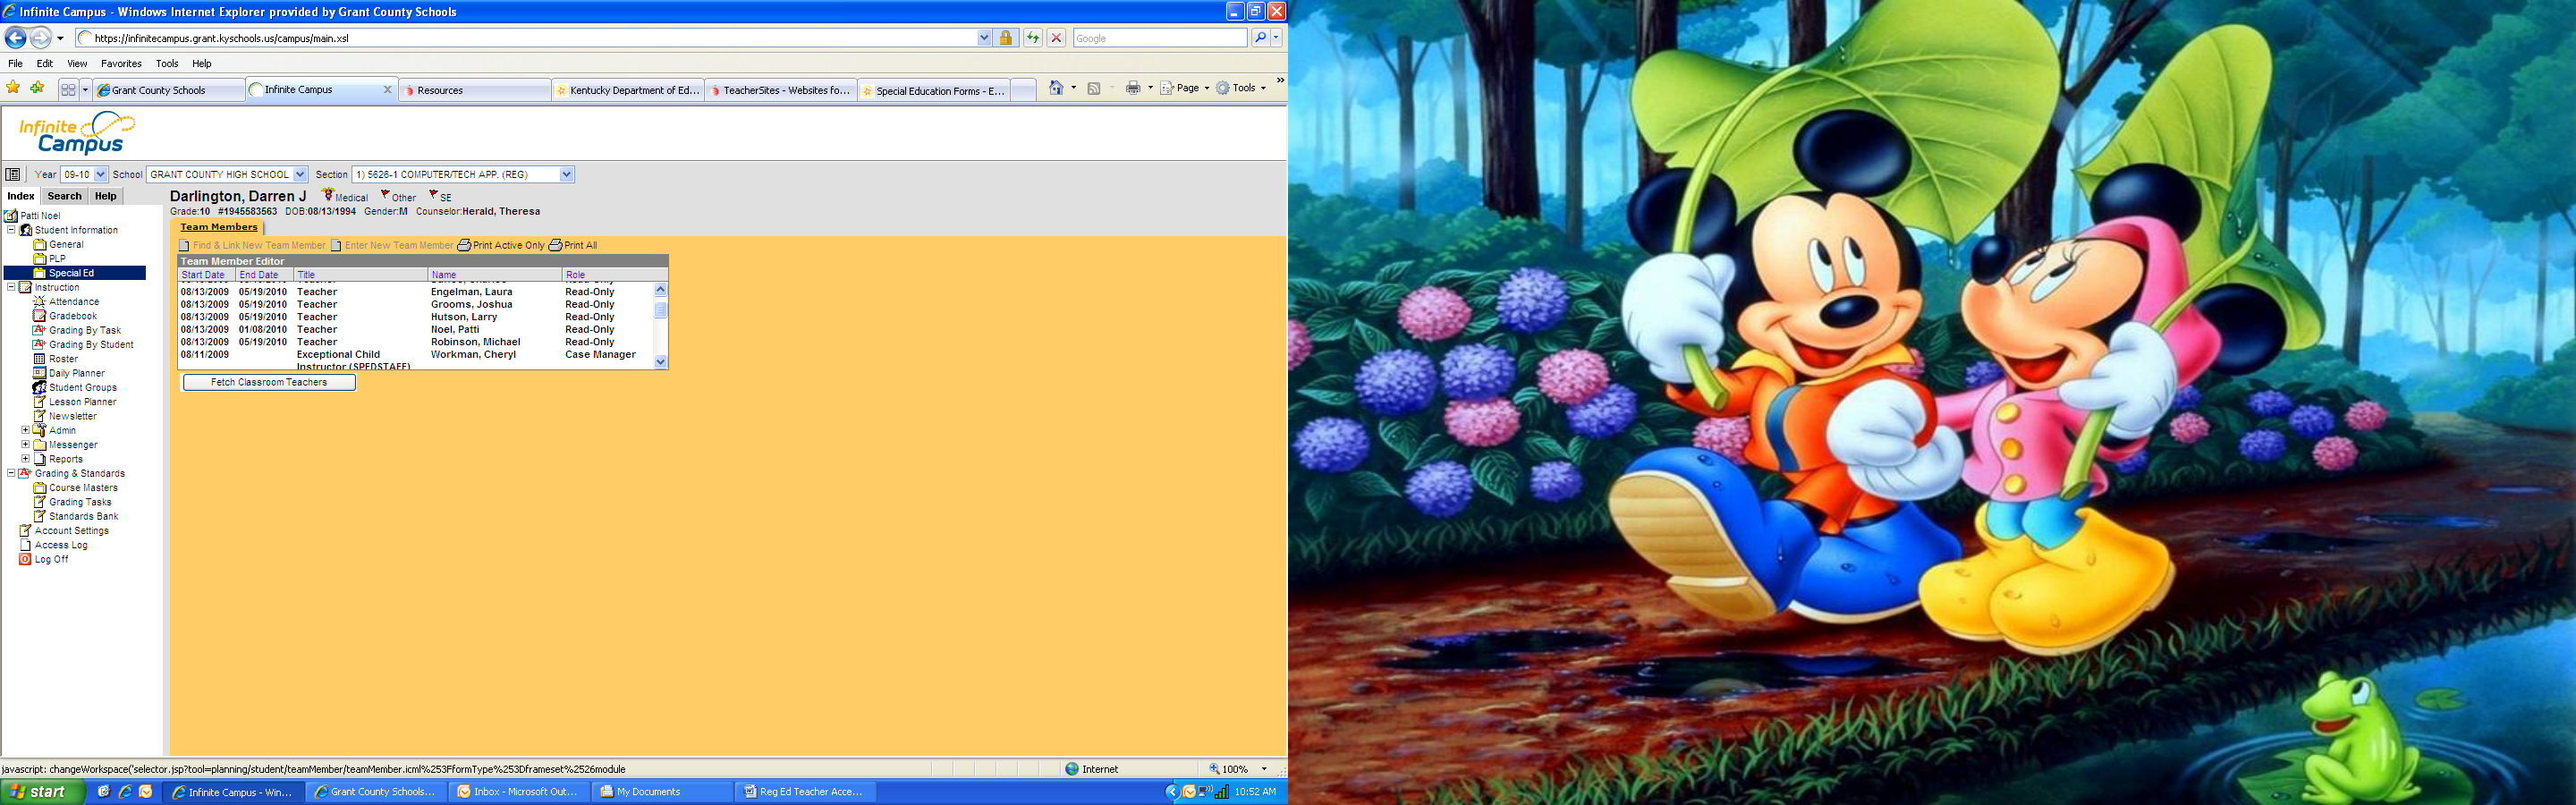 Infinite Campus - Windows Internet Explorer provided by Grant County Schools
https://infinitecampus.grant.kyschools.us/campus/main.xsl
Google
File Edit View Favorites Tools Help
Grant County Schools
Infinite Campus
Resources
Kentucky Department of Ed...
TeacherSites - Websites fo...
Special Education Forms - E...
Page
Tools
Infinite
Campus
Year 09-10 School GRANT COUNTY HIGH SCHOOL Section 1) 5626-1 COMPUTER/TECH APP. (REG)
Index Search Help
Patti Noel
Student Information
General
PLP
Special Ed
Instruction
Attendance
Gradebook
Grading By Task
Grading By Student
Roster
Daily Planner
Student Groups
Lesson Planner
Newsletter
Admin
Messenger
Reports
Grading & Standards
Course Masters
Grading Tasks
Standards Bank
Account Settings
Access Log
Log Off
Darlington, Darren J Medical Other SE
Grade:10 #1945583563 DOB:08/13/1994 Gender:M Counselor:Herald, Theresa
Team Members
Find & Link New Team Member Enter New Team Member Print Active Only Print All
Team Member Editor
Start Date End Date Title Name Role
08/13/2009 05/19/2010 Teacher Engelman, Laura Read-Only
08/13/2009 05/19/2010 Teacher Grooms, Joshua Read-Only
08/13/2009 05/19/2010 Teacher Hutson, Larry Read-Only
08/13/2009 01/08/2010 Teacher Noel, Patti Read-Only
08/13/2009 05/19/2010 Teacher Robinson, Michael Read-Only
08/11/2009 Exceptional Child Workman, Cheryl Case Manager
Instructor (SPEDSTAFF)
Fetch Classroom Teachers
javascript: changeWorkspace('selector.jsp?tool=planning/student/teamMember/teamMember.icml%253FformType%253Dframeset%2526module
Internet
100%
start
Infinite Campus - Win...
Grant County Schools...
Inbox - Microsoft Out...
My Documents
Reg Ed Teacher Acce...
10:52 AM